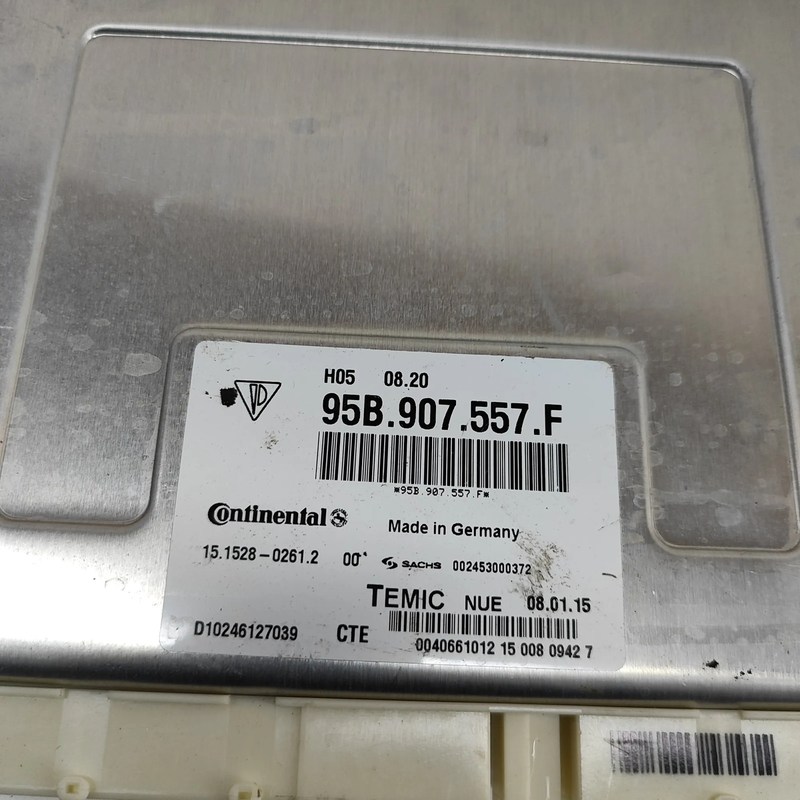 H05 08.20
95B.907.557.F
*95B.907.557.F*
Continental
Made in Germany
15.1528-0261.2 00
SACHS 002453000372
TEMIC NUE 08.01.15
D10246127039 CTE
0040661012 15 008 0942 7